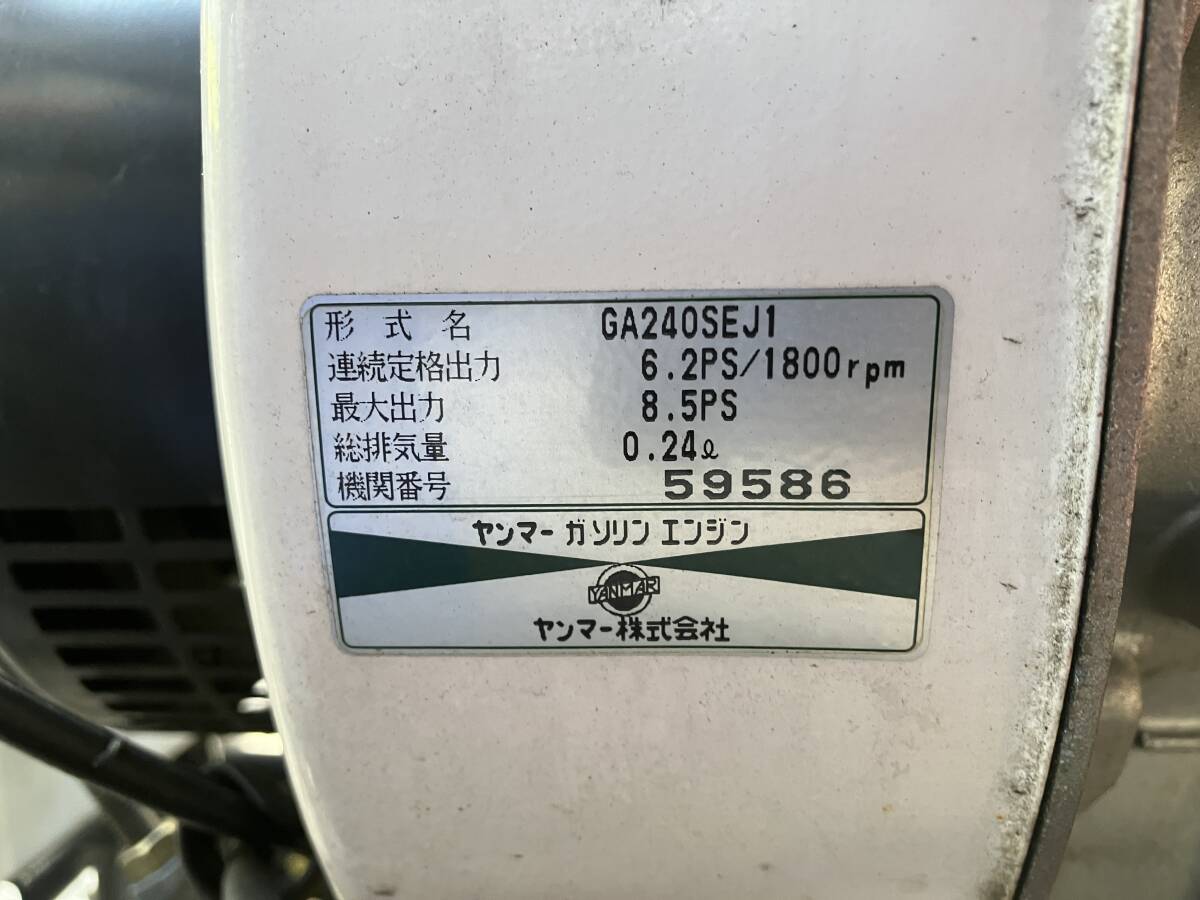 形式名 GA240SEJ1
連続定格出力 6.2PS/1800rpm
最大出力 8.5PS
総排気量 0.24ℓ
機関番号 59586
ヤンマー ガソリン エンジン
YANMAR
ヤンマー株式会社